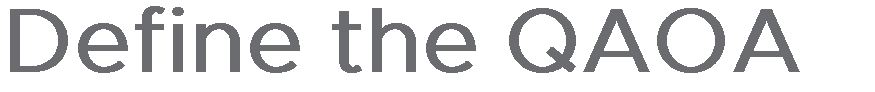 Define the QAOA